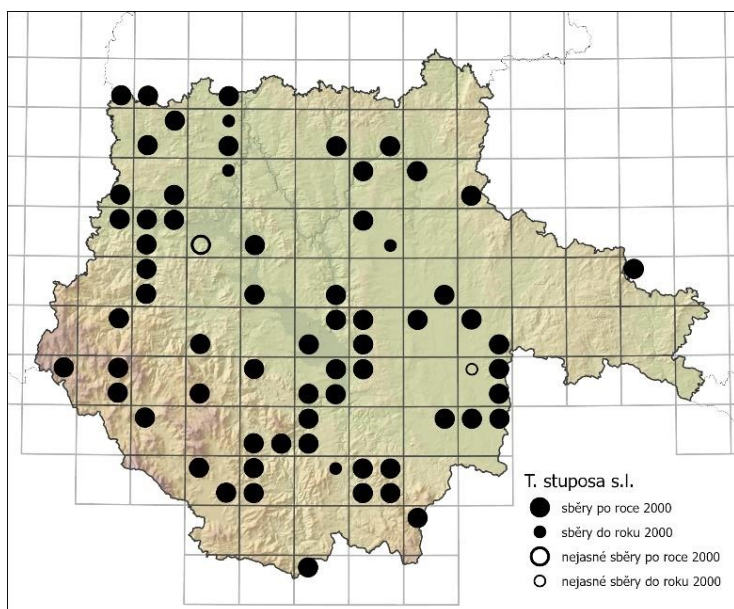 T. stuposa s.l.
sběry po roce 2000
sběry do roku 2000
nejasné sběry po roce 2000
nejasné sběry do roku 2000